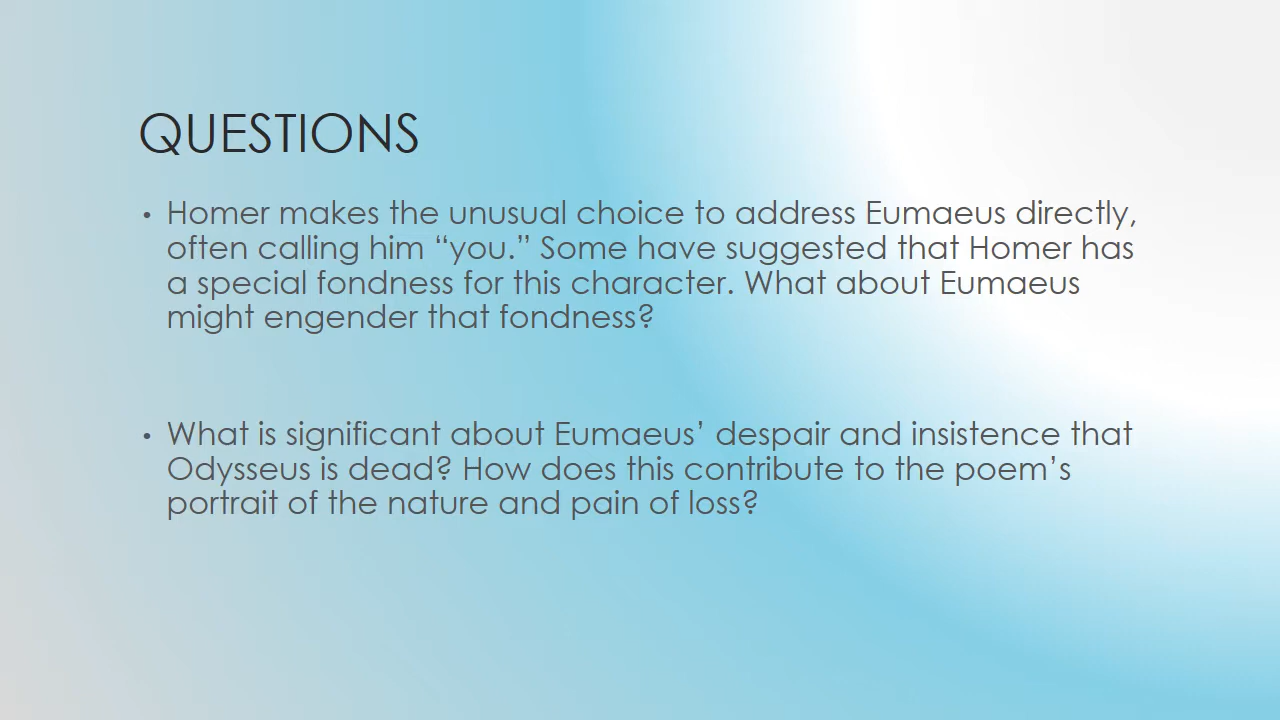 QUESTIONS
• Homer makes the unusual choice to address Eumaeus directly,
often calling him “you.” Some have suggested that Homer has
a special fondness for this character. What about Eumaeus
might engender that fondness?
• What is significant about Eumaeus’ despair and insistence that
Odysseus is dead? How does this contribute to the poem’s
portrait of the nature and pain of loss?